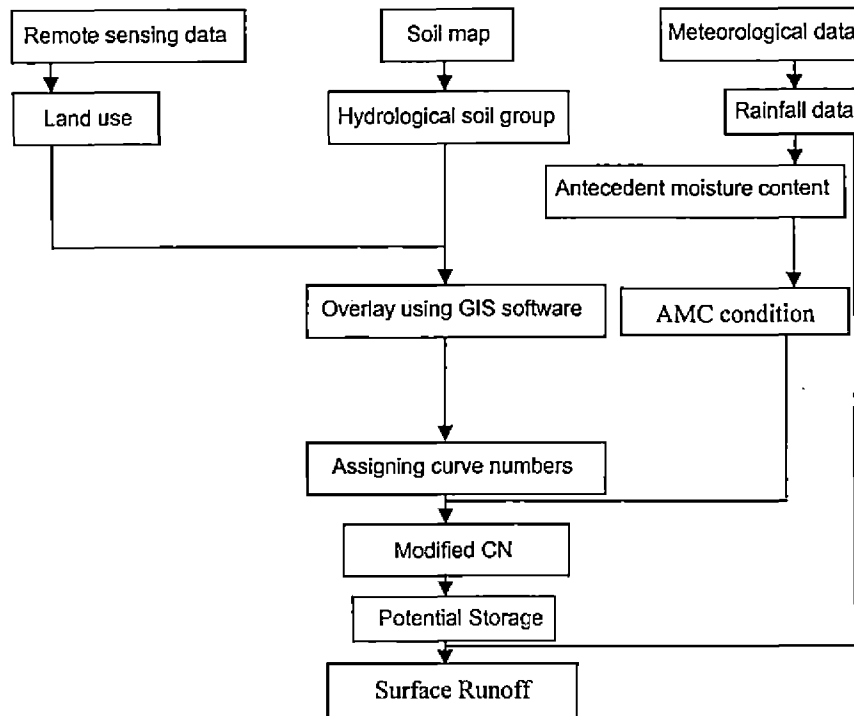 Remote sensing data
Soil map
Meteorological data
Land use
Hydrological soil group
Rainfall data
Antecedent moisture content
Overlay using GIS software
AMC condition
Assigning curve numbers
Modified CN
Potential Storage
Surface Runoff